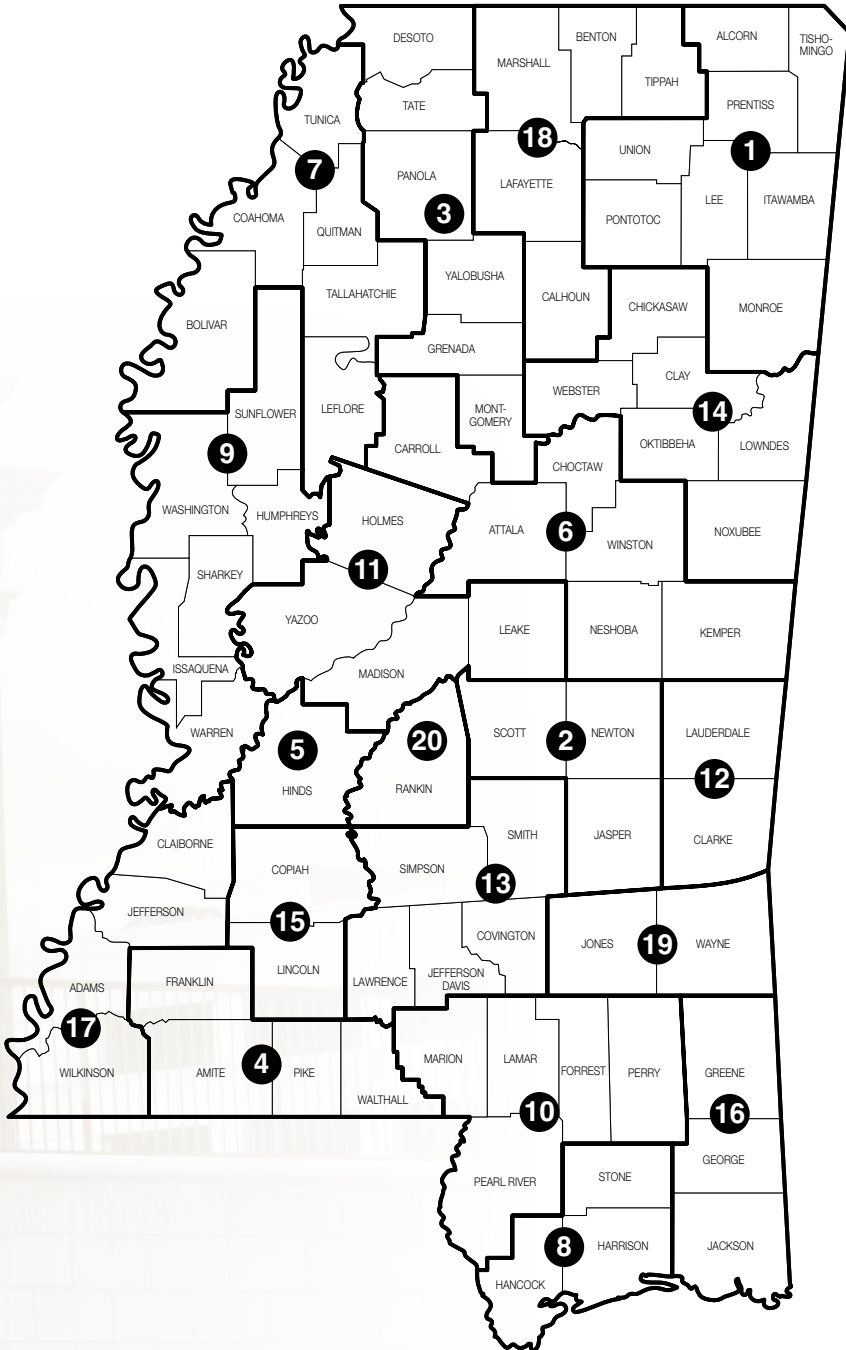 DESOTO
MARSHALL
BENTON
TIPPAH
ALCORN
TISHO-
MINGO
TUNICA
TATE
PRENTISS
18
1
UNION
7
PANOLA
LAFAYETTE
3
COAHOMA
QUITMAN
PONTOTOC
LEE
ITAWAMBA
TALLAHATCHIE
YALOBUSHA
CALHOUN
CHICKASAW
MONROE
BOLIVAR
GRENADA
CLAY
WEBSTER
14
SUNFLOWER
LEFLORE
MONT-
GOMERY
OKTIBBEHA
LOWNDES
9
CARROLL
CHOCTAW
WASHINGTON
HUMPHREYS
HOLMES
ATTALA
6
WINSTON
NOXUBEE
SHARKEY
11
YAZOO
LEAKE
NESHOBA
KEMPER
ISSAQUENA
MADISON
WARREN
5
HINDS
20
RANKIN
SCOTT
2
NEWTON
LAUDERDALE
12
CLAIBORNE
SMITH
JASPER
CLARKE
COPIAH
SIMPSON
13
JEFFERSON
15
COVINGTON
JONES
19
WAYNE
ADAMS
FRANKLIN
LINCOLN
LAWRENCE
JEFFERSON
DAVIS
17
WILKINSON
AMITE
4
PIKE
WALTHALL
MARION
LAMAR
FORREST
PERRY
GREENE
10
16
GEORGE
PEARL RIVER
STONE
8
HARRISON
JACKSON
HANCOCK